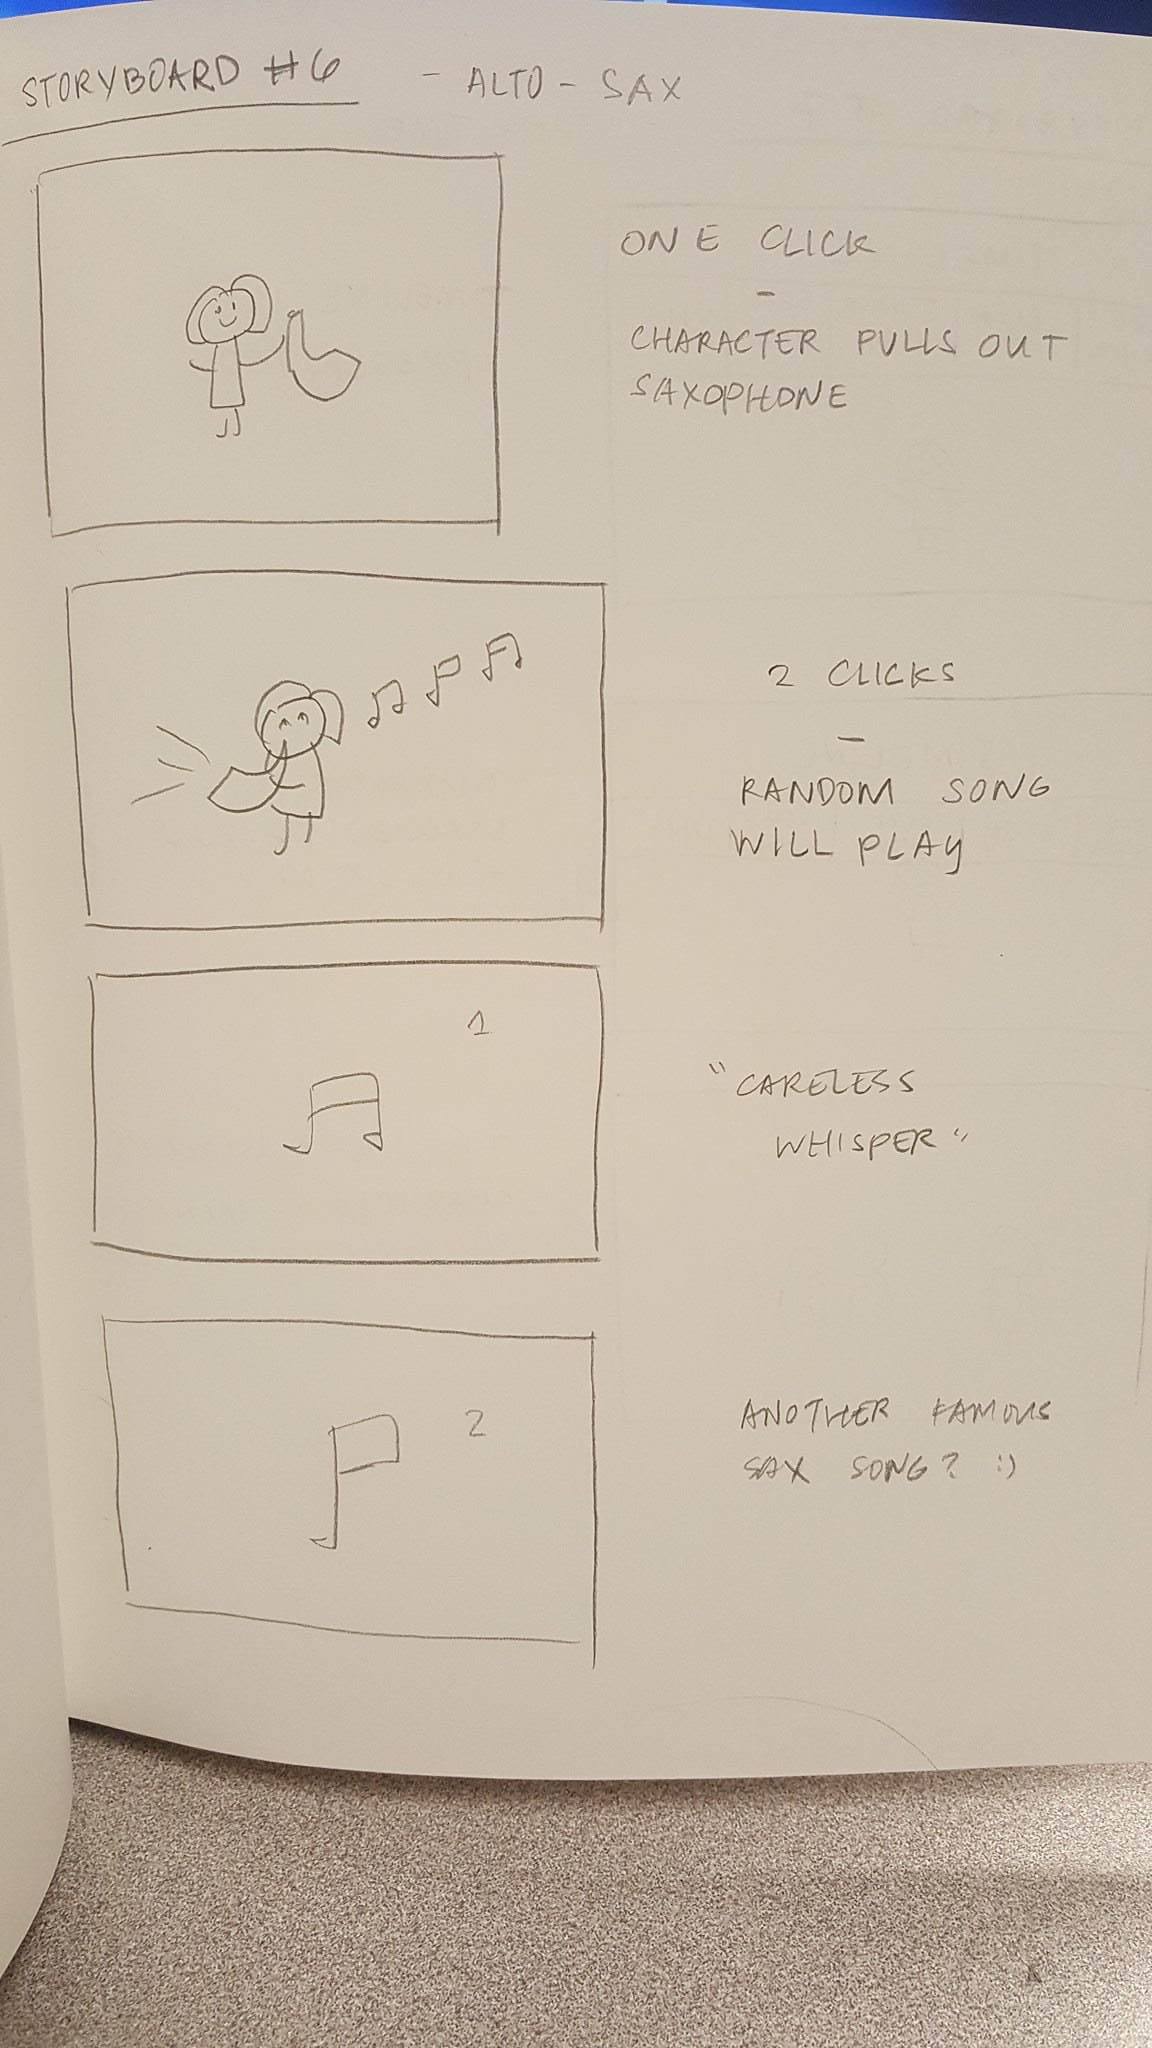 STORYBOARD #6 - ALTO - SAX
ONE CLICK
-
CHARACTER PULLS OUT
SAXOPHONE
2 CLICKS
-
RANDOM SONG
WILL PLAY
1
"CARELESS
WHISPER"
2
ANOTHER FAMOUS
SAX SONG? :)